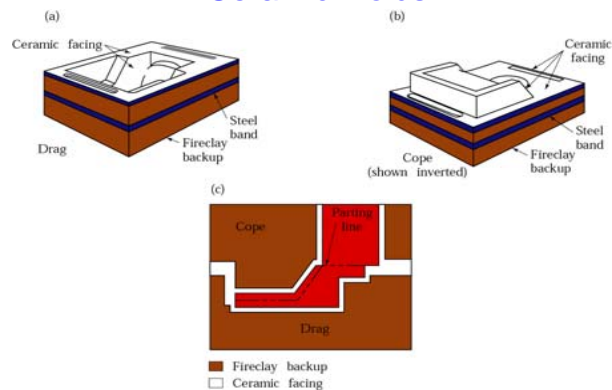 (a)
Ceramic facing
Steel
band
Fireclay
backup
Drag
(b)
Ceramic
facing
Steel
band
Fireclay
backup
Cope
(shown inverted)
(c)
Parting
line
Cope
Drag
Fireclay backup
Ceramic facing